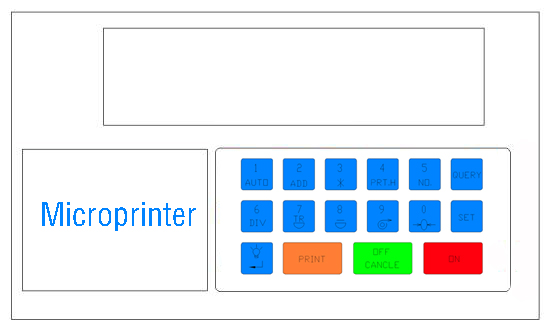 1 2 3 4 5 QUERY
AUTO ADD * PRT.H NO.
Microprinter
6 7 8 9 0 SET
DIV TR
PRINT OFF ON
CANCLE